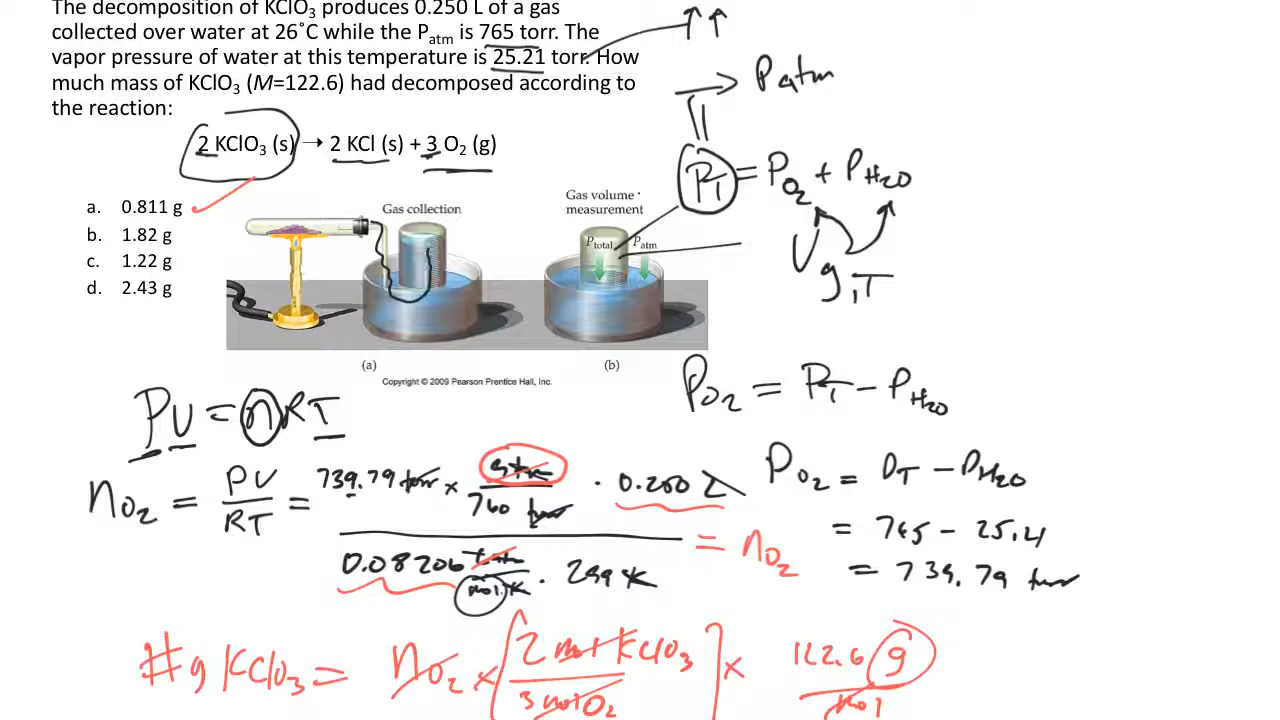 The decomposition of KClO₃ produces 0.250 L of a gas
collected over water at 26˚C while the Pₐₜₘ is 765 torr. The
vapor pressure of water at this temperature is 25.21 torr. How
much mass of KClO₃ (M=122.6) had decomposed according to
the reaction:
2 KClO₃ (s) → 2 KCl (s) + 3 O₂ (g)
a. 0.811 g
b. 1.82 g
c. 1.22 g
d. 2.43 g
Gas collection
Gas volume
measurement
Ptotal Patm
(a) (b)
Copyright © 2009 Pearson Prentice Hall, Inc.
Patm
PT = PO₂ + PH₂O
V
T
PO₂ = PT - PH₂O
PV = nRT
nO₂ = PV/RT = 739.79 torr × atm/760 torr · 0.250 L
0.08206 atm/mol·K · 299 K
= nO₂
PO₂ = PT - PH₂O
= 765 - 25.21
= 739.79 torr
#g KClO₃ = nO₂ × [2 mol KClO₃/3 mol O₂] × 122.6 g/mol